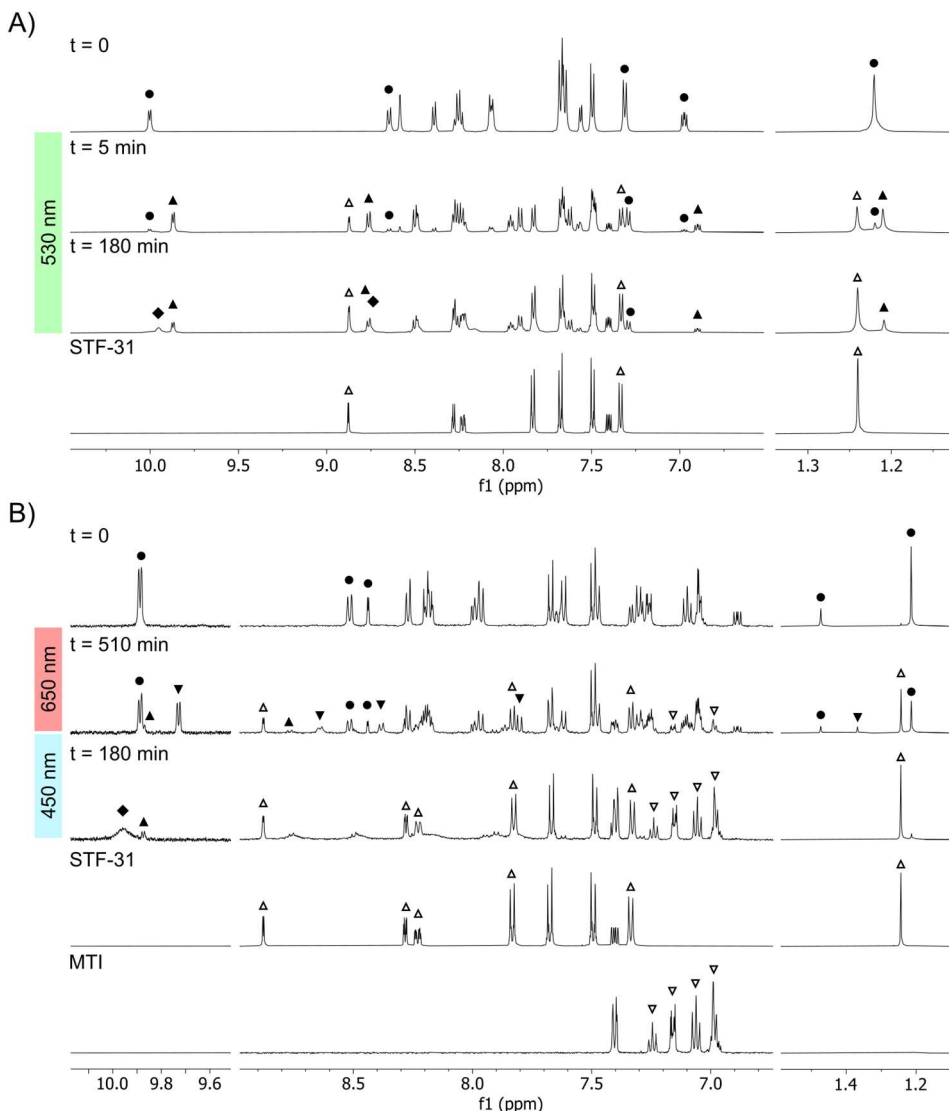 A)
t = 0
530 nm
t = 5 min
t = 180 min
STF-31
10.0 9.5 9.0 8.5 8.0 7.5 7.0 1.3 1.2
f1 (ppm)
B)
t = 0
650 nm
t = 510 min
450 nm
t = 180 min
STF-31
MTI
10.0 9.8 9.6 8.5 8.0 7.5 7.0 1.4 1.2
f1 (ppm)